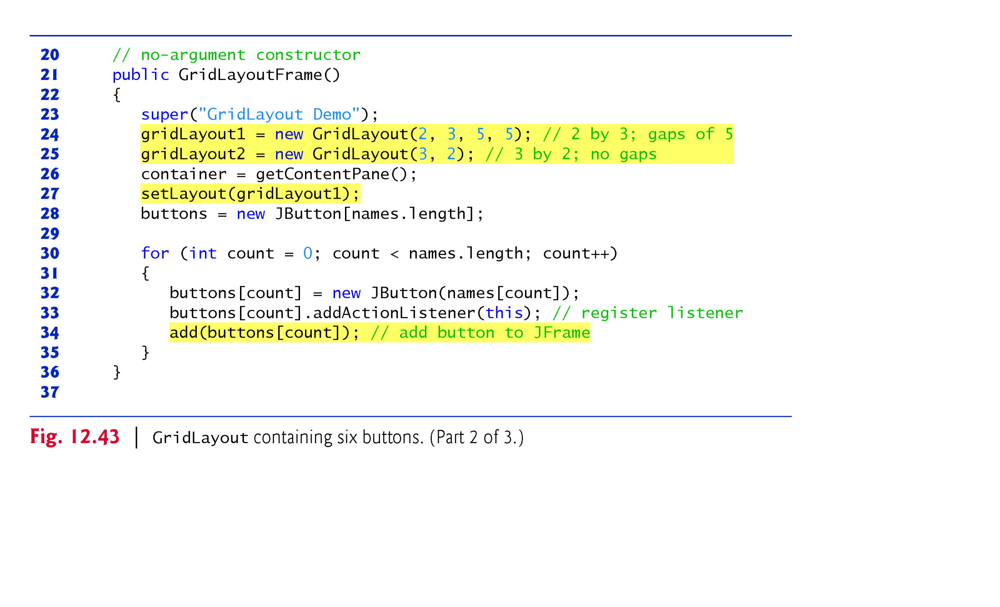 20 // no-argument constructor
21 public GridLayoutFrame()
22 {
23 super("GridLayout Demo");
24 gridLayout1 = new GridLayout(2, 3, 5, 5); // 2 by 3; gaps of 5
25 gridLayout2 = new GridLayout(3, 2); // 3 by 2; no gaps
26 container = getContentPane();
27 setLayout(gridLayout1);
28 buttons = new JButton[names.length];
29
30 for (int count = 0; count < names.length; count++)
31 {
32 buttons[count] = new JButton(names[count]);
33 buttons[count].addActionListener(this); // register listener
34 add(buttons[count]); // add button to JFrame
35 }
36 }
37
Fig. 12.43 | GridLayout containing six buttons. (Part 2 of 3.)